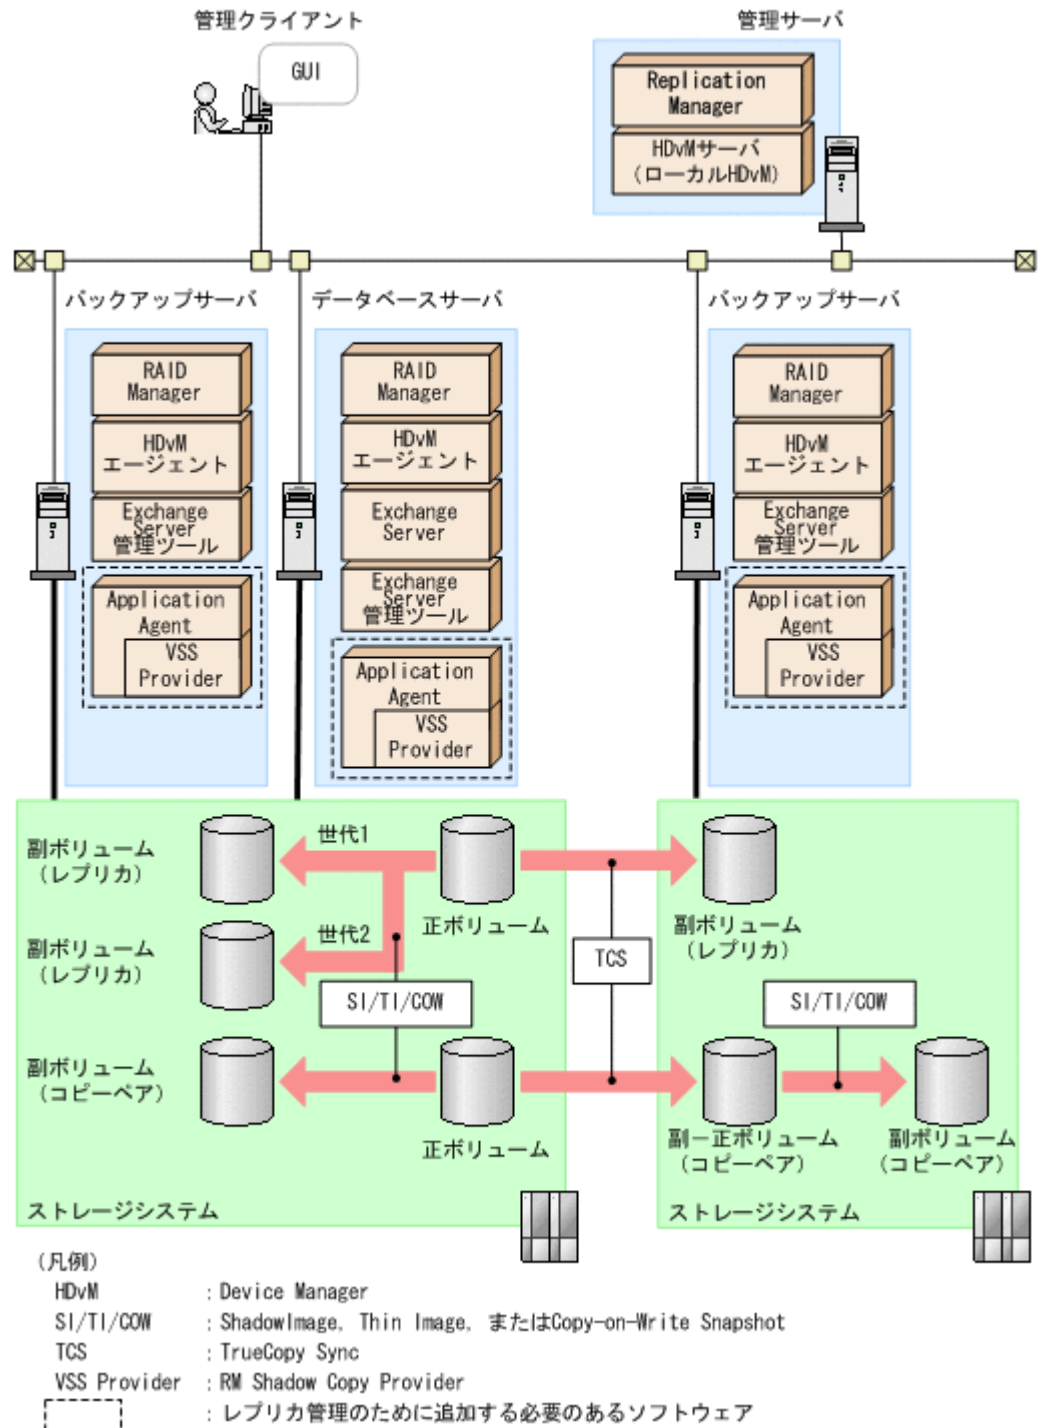 管理クライアント
管理サーバ
GUI
Replication
Manager
HDvMサーバ
(ローカルHDvM)
バックアップサーバ
データベースサーバ
バックアップサーバ
RAID
Manager
HDvM
エージェント
Exchange
Server
管理ツール
Application
Agent
VSS
Provider
RAID
Manager
HDvM
エージェント
Exchange
Server
Exchange
Server
管理ツール
Application
Agent
VSS
Provider
RAID
Manager
HDvM
エージェント
Exchange
Server
管理ツール
Application
Agent
VSS
Provider
副ボリューム
(レプリカ)
世代1
正ボリューム
副ボリューム
(レプリカ)
世代2
副ボリューム
(レプリカ)
TCS
SI/TI/COW
SI/TI/COW
副ボリューム
(コピーペア)
正ボリューム
副－正ボリューム
(コピーペア)
副ボリューム
(コピーペア)
ストレージシステム
ストレージシステム
(凡例)
HDvM : Device Manager
SI/TI/COW : ShadowImage, Thin Image, またはCopy-on-Write Snapshot
TCS : TrueCopy Sync
VSS Provider : RM Shadow Copy Provider
: レプリカ管理のために追加する必要のあるソフトウェア